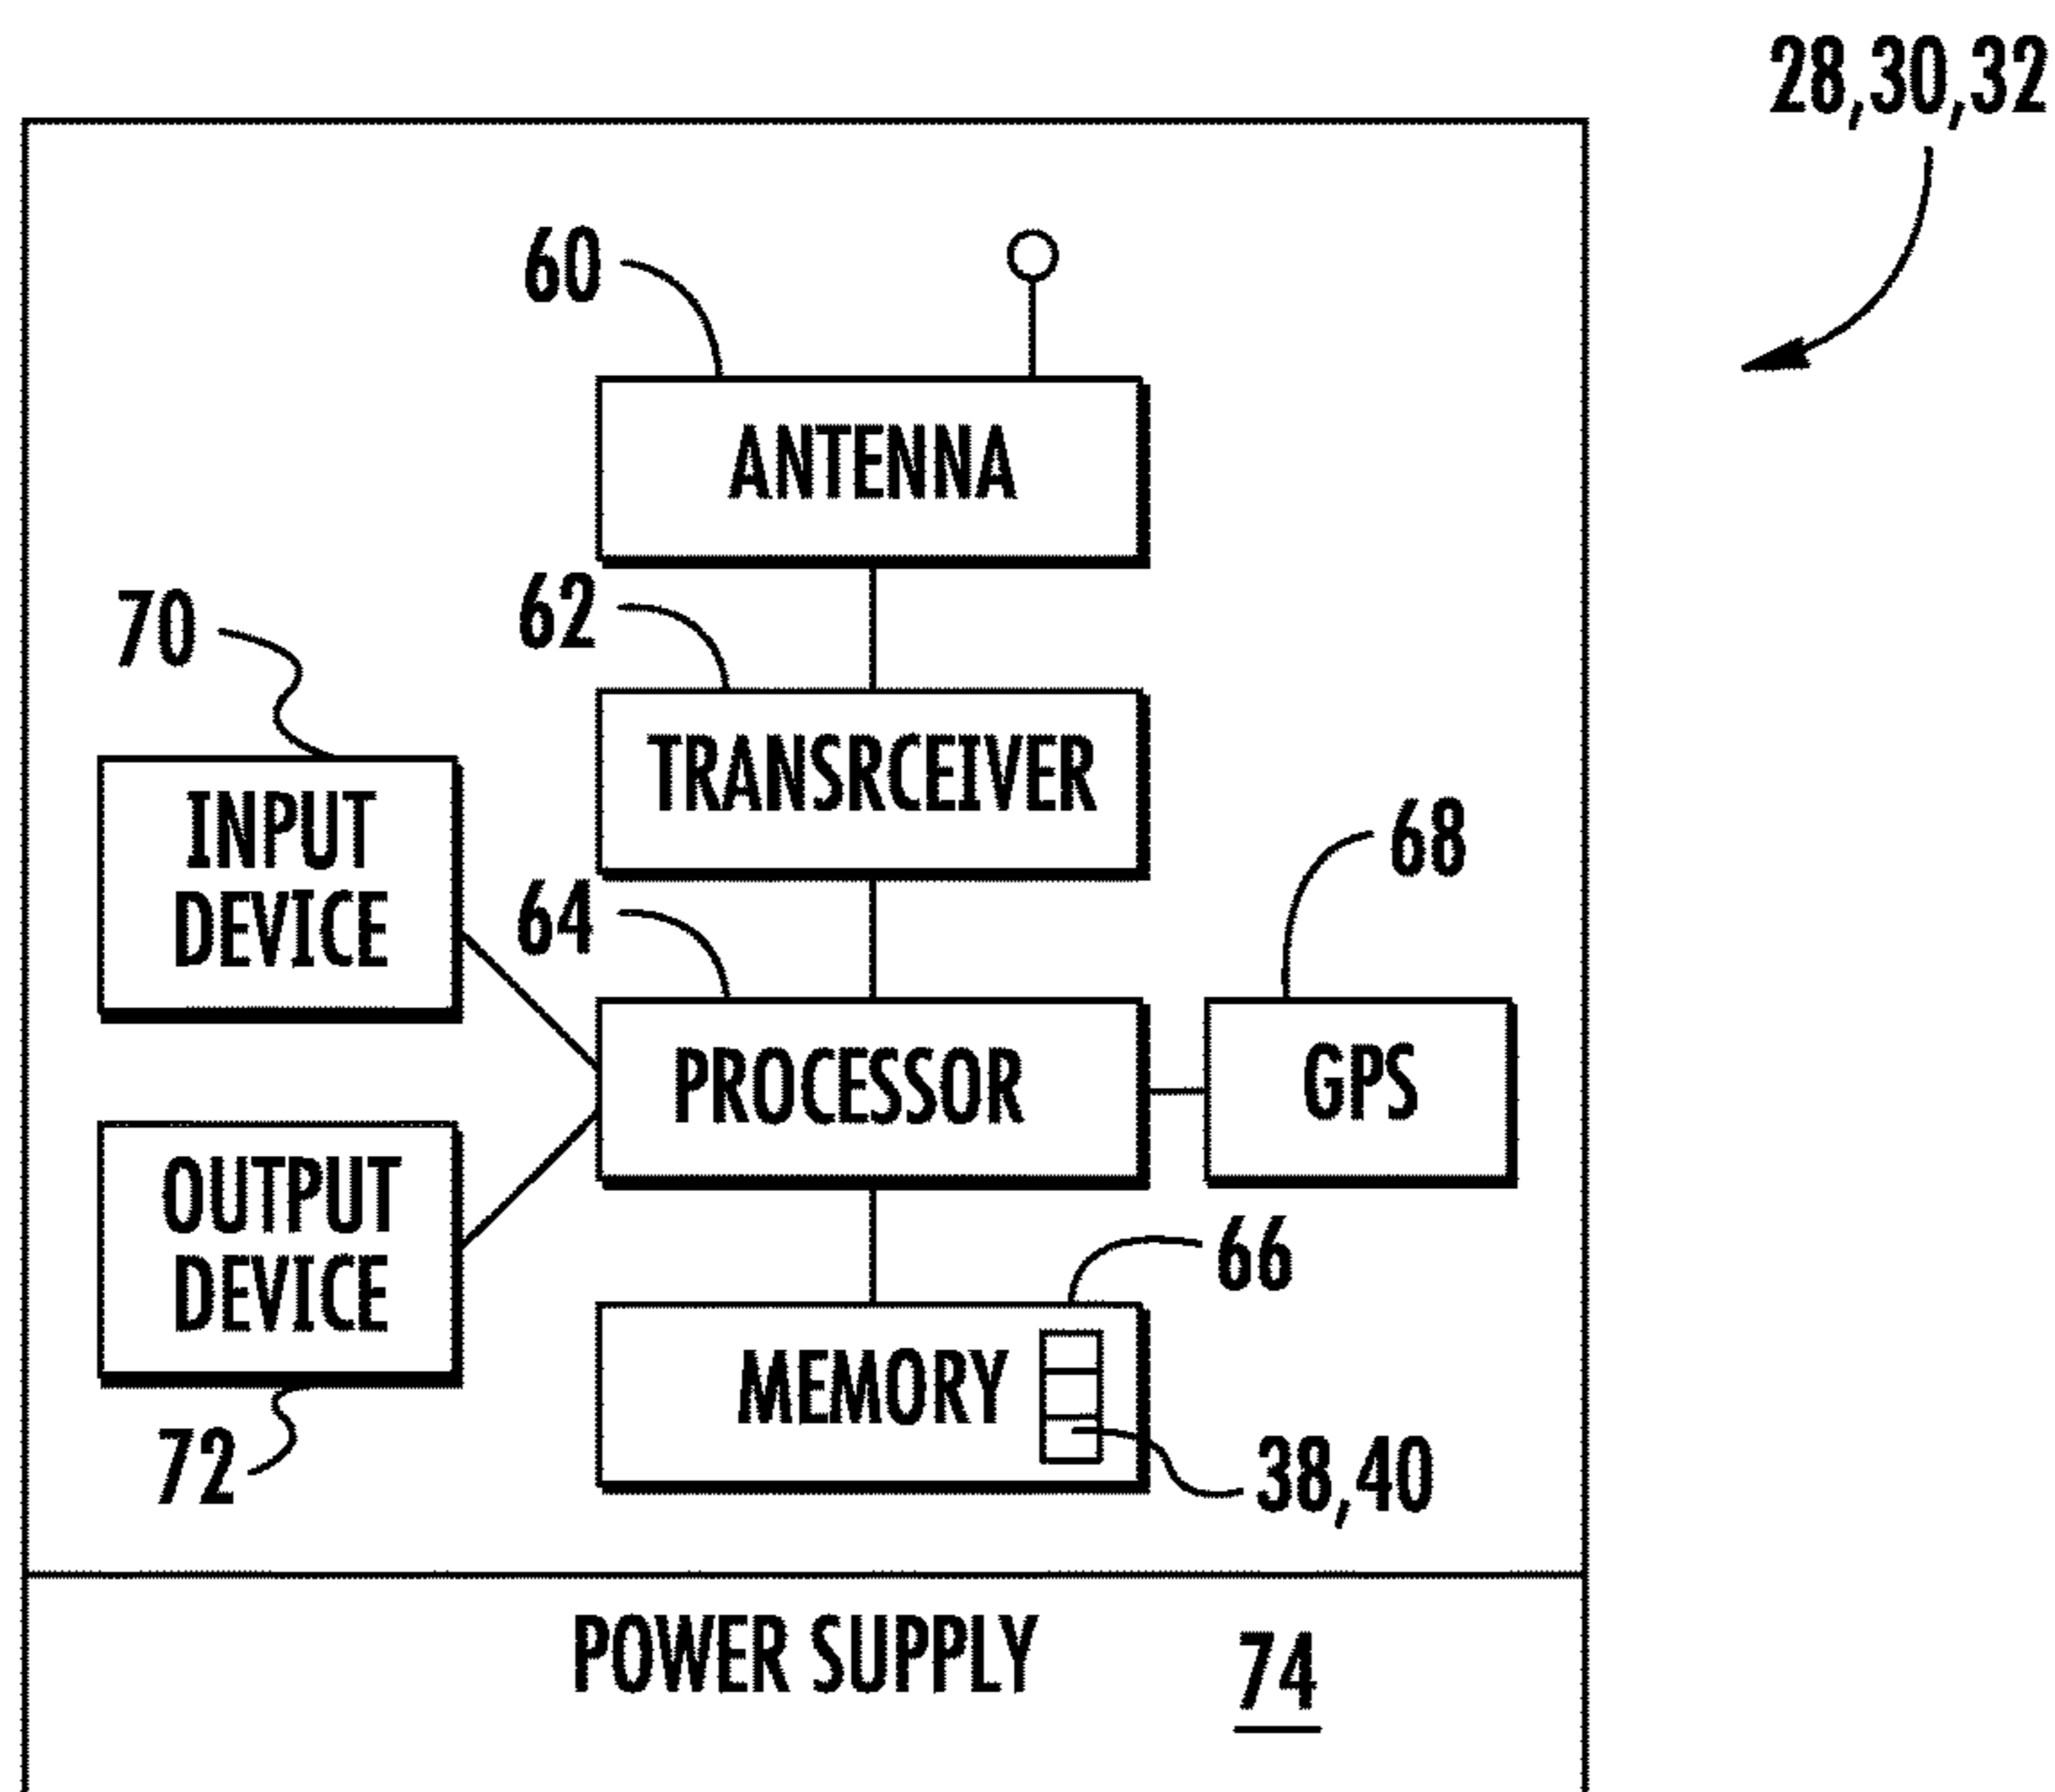 28,30,32
60
ANTENNA
62
70
TRANSRCEIVER
INPUT
DEVICE
68
64
PROCESSOR
GPS
OUTPUT
DEVICE
66
MEMORY
72
38,40
POWER SUPPLY 74